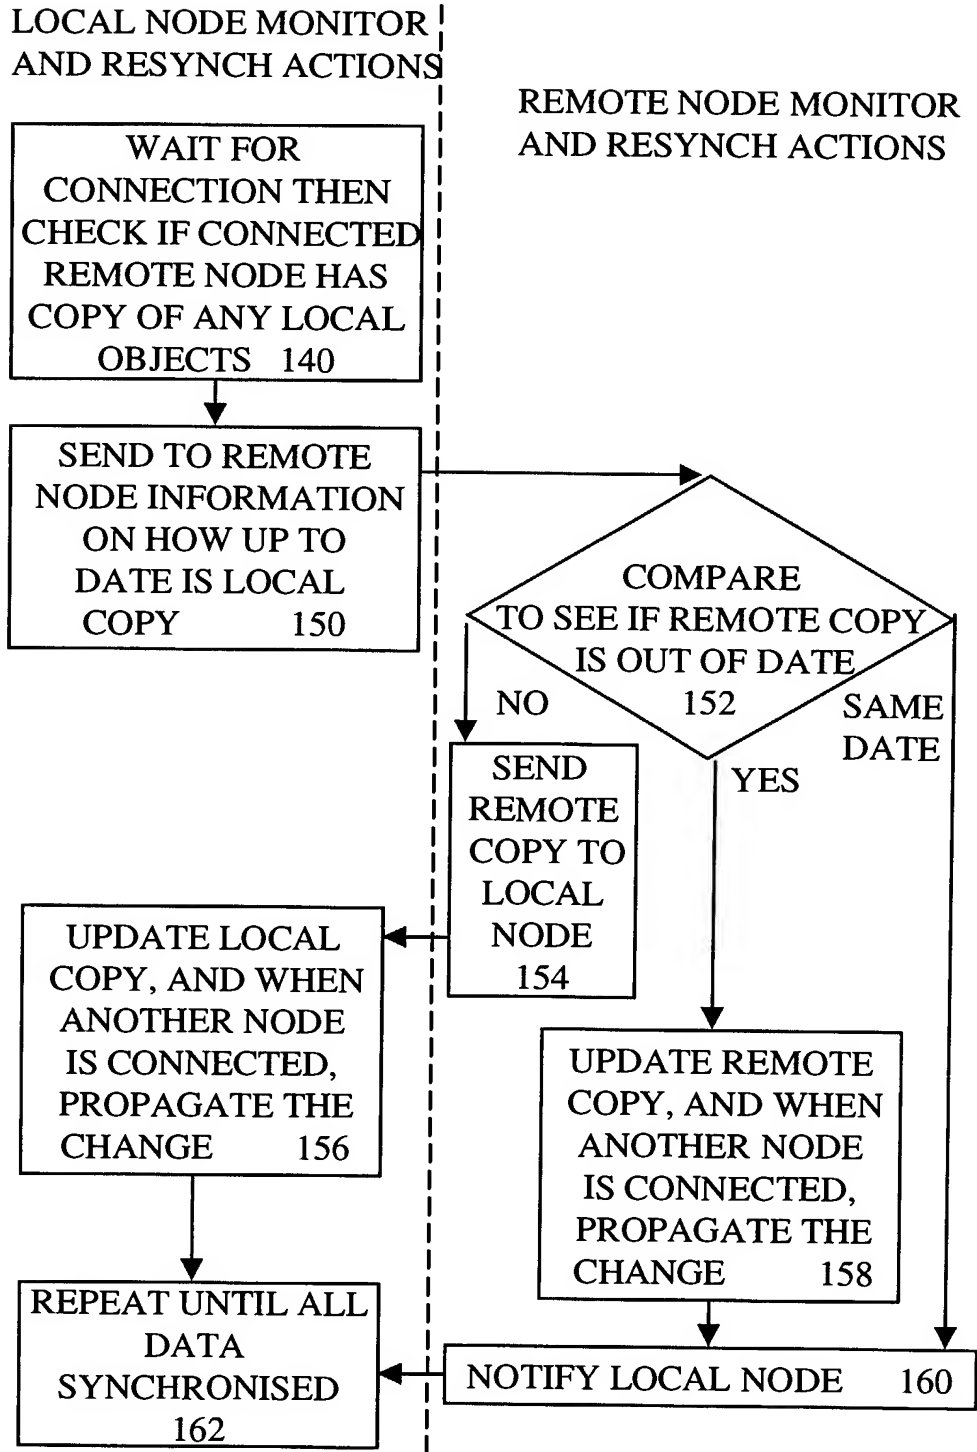 LOCAL NODE MONITOR
AND RESYNCH ACTIONS
REMOTE NODE MONITOR
AND RESYNCH ACTIONS
WAIT FOR
CONNECTION THEN
CHECK IF CONNECTED
REMOTE NODE HAS
COPY OF ANY LOCAL
OBJECTS 140
SEND TO REMOTE
NODE INFORMATION
ON HOW UP TO
DATE IS LOCAL
COPY 150
COMPARE
TO SEE IF REMOTE COPY
IS OUT OF DATE
152
NO
SAME
DATE
YES
SEND
REMOTE
COPY TO
LOCAL
NODE
154
UPDATE LOCAL
COPY, AND WHEN
ANOTHER NODE
IS CONNECTED,
PROPAGATE THE
CHANGE 156
UPDATE REMOTE
COPY, AND WHEN
ANOTHER NODE
IS CONNECTED,
PROPAGATE THE
CHANGE 158
REPEAT UNTIL ALL
DATA
SYNCHRONISED
162
NOTIFY LOCAL NODE 160